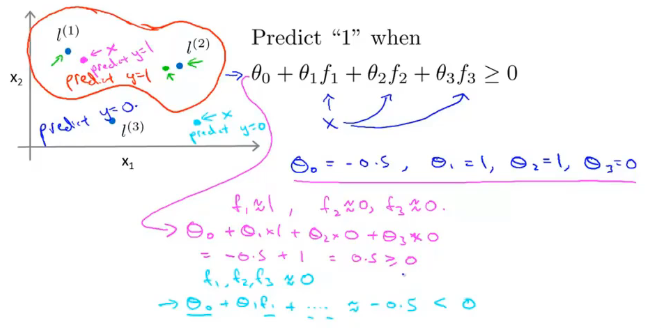 l⁽¹⁾
l⁽²⁾
← x
predict y=1
predict y=1
predict y=0.
l⁽³⁾
← x
predict y=0
x₂
x₁
Predict “1” when
θ₀ + θ₁f₁ + θ₂f₂ + θ₃f₃ ≥ 0
x
θ₀ = -0.5 , θ₁ = 1, θ₂ = 1, θ₃ = 0
f₁ ≈ 1 , f₂ ≈ 0, f₃ ≈ 0.
→ θ₀ + θ₁ × 1 + θ₂ × 0 + θ₃ × 0
= -0.5 + 1 = 0.5 ≥ 0
f₁, f₂, f₃ ≈ 0
→ θ₀ + θ₁f₁ + .... ≈ -0.5 < 0